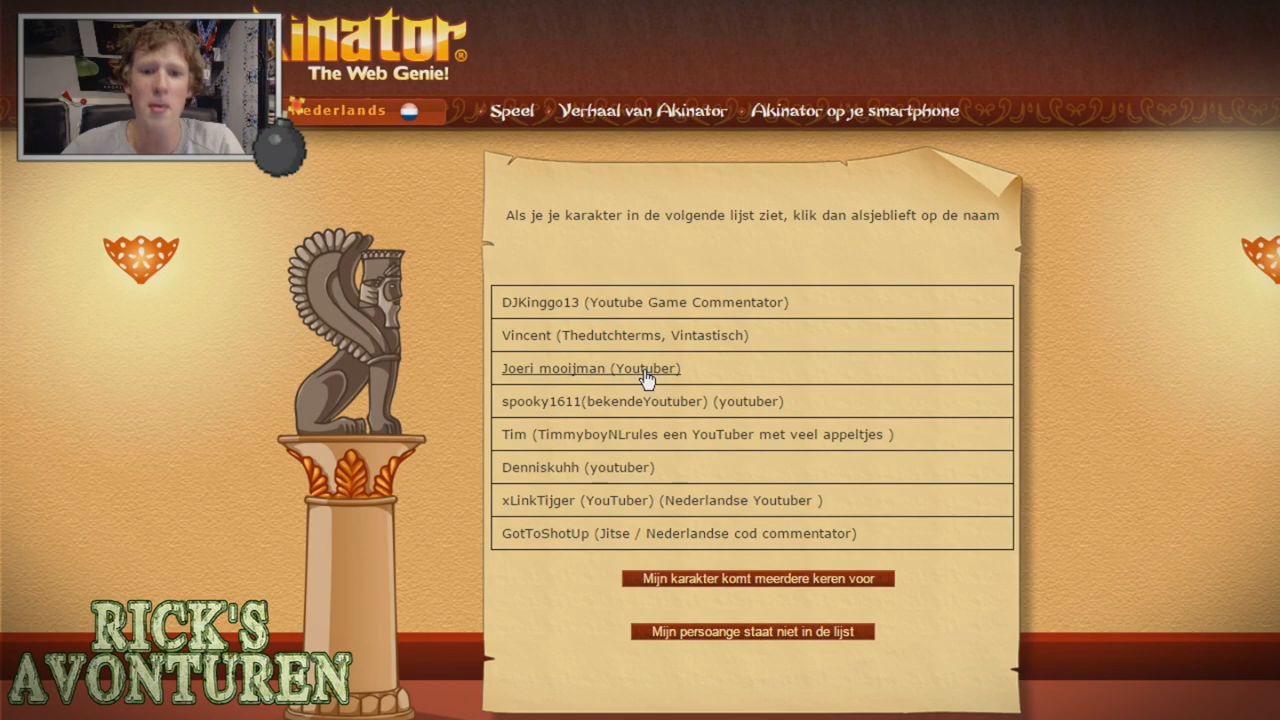 kinator®
The Web Genie!
Nederlands
Speel
Verhaal van Akinator
Akinator op je smartphone
Als je je karakter in de volgende lijst ziet, klik dan alsjeblieft op de naam
DJKinggo13 (Youtube Game Commentator)
Vincent (Thedutchterms, Vintastisch)
Joeri mooijman (Youtuber)
spooky1611(bekendeYoutuber) (youtuber)
Tim (TimmyboyNLrules een YouTuber met veel appeltjes )
Denniskuhh (youtuber)
xLinkTijger (YouTuber) (Nederlandse Youtuber )
GotToShotUp (Jitse / Nederlandse cod commentator)
Mijn karakter komt meerdere keren voor
Mijn persoange staat niet in de lijst
RICK'S
AVONTUREN